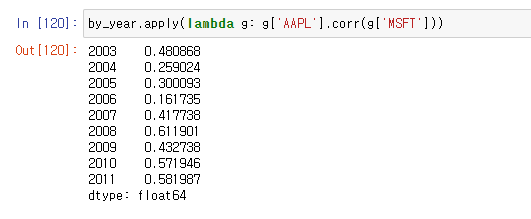 In [120]: by_year.apply(lambda g: g['AAPL'].corr(g['MSFT']))
Out[120]: 2003    0.480868
2004    0.259024
2005    0.300093
2006    0.161735
2007    0.417738
2008    0.611901
2009    0.432738
2010    0.571946
2011    0.581987
dtype: float64